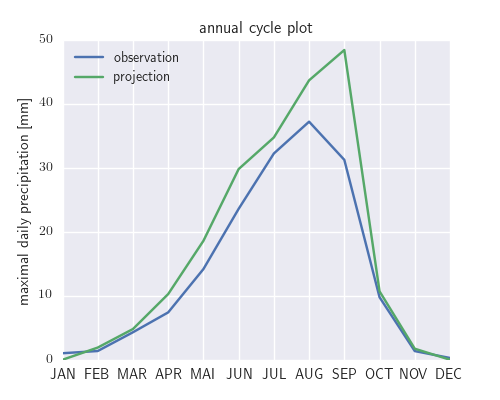 annual cycle plot
observation
projection
maximal daily precipitation [mm]
50
40
30
20
10
0
JAN FEB MAR APR MAI JUN JUL AUG SEP OCT NOV DEC